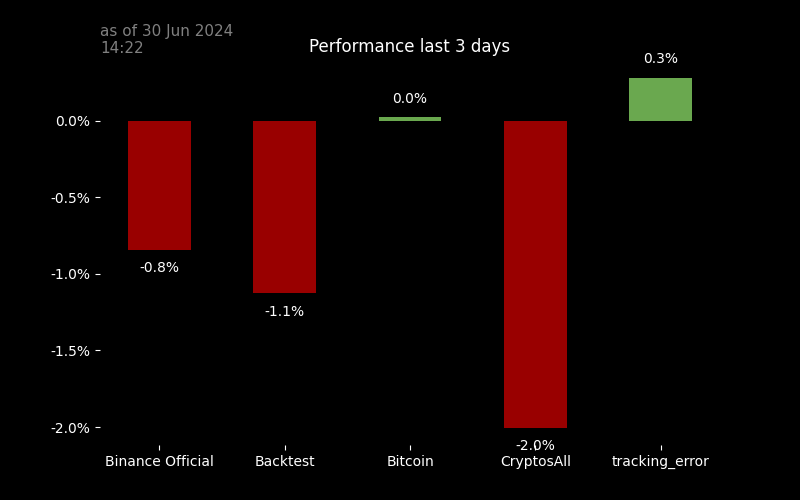 as of 30 Jun 2024
14:22
Performance last 3 days
0.3%
0.0%
0.0%
-0.5%
-0.8%
-1.0%
-1.1%
-1.5%
-2.0%
-2.0%
Binance Official
Backtest
Bitcoin
CryptosAll
tracking_error